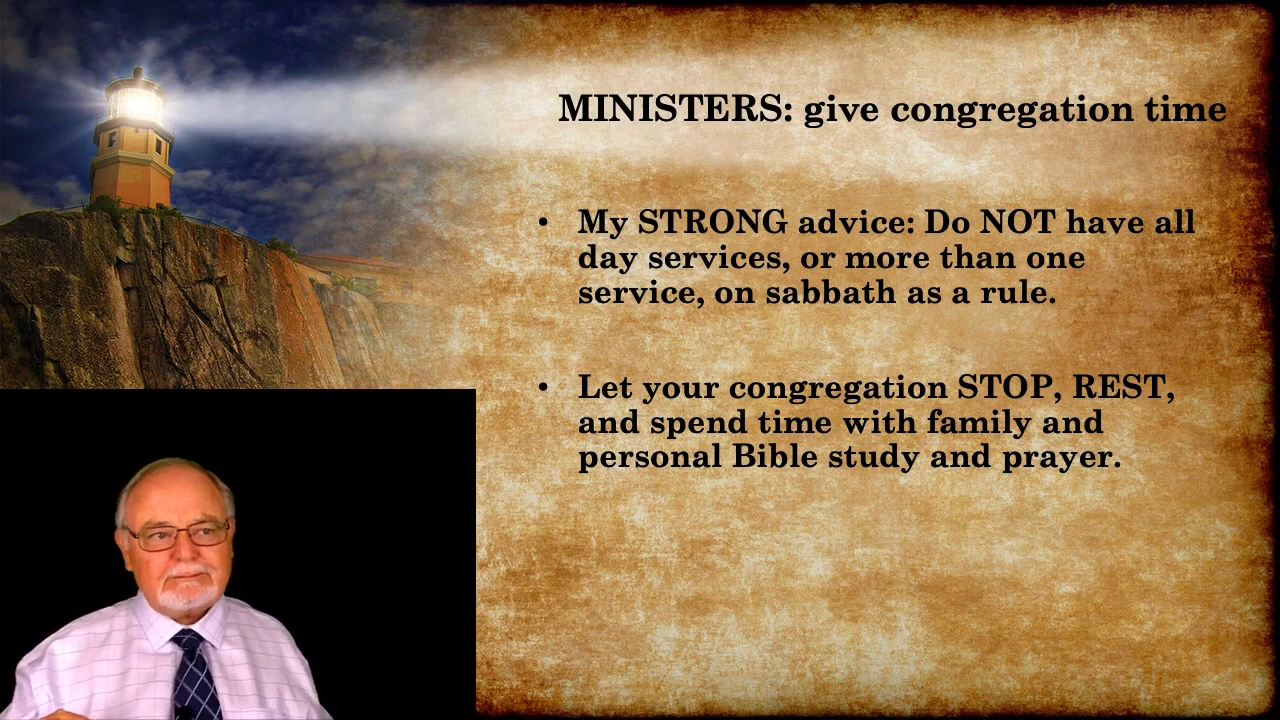 MINISTERS: give congregation time
• My STRONG advice: Do NOT have all
day services, or more than one
service, on sabbath as a rule.
• Let your congregation STOP, REST,
and spend time with family and
personal Bible study and prayer.